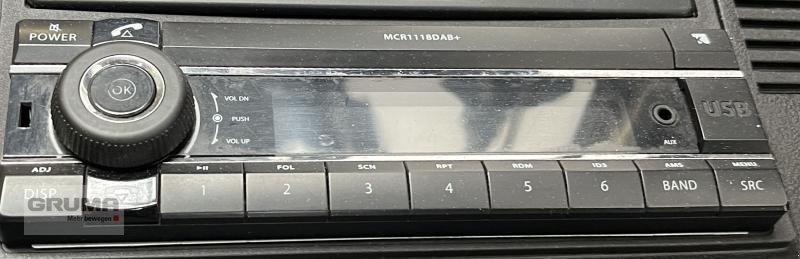 POWER
MCR1118DAB+
OK
VOL DN
PUSH
VOL UP
AUX
USB
ADJ
FOL
SCN
RPT
RDM
ID3
AMS
MENU
DISP
1
2
3
4
5
6
BAND
SRC
GRUMA
Mehr bewegen